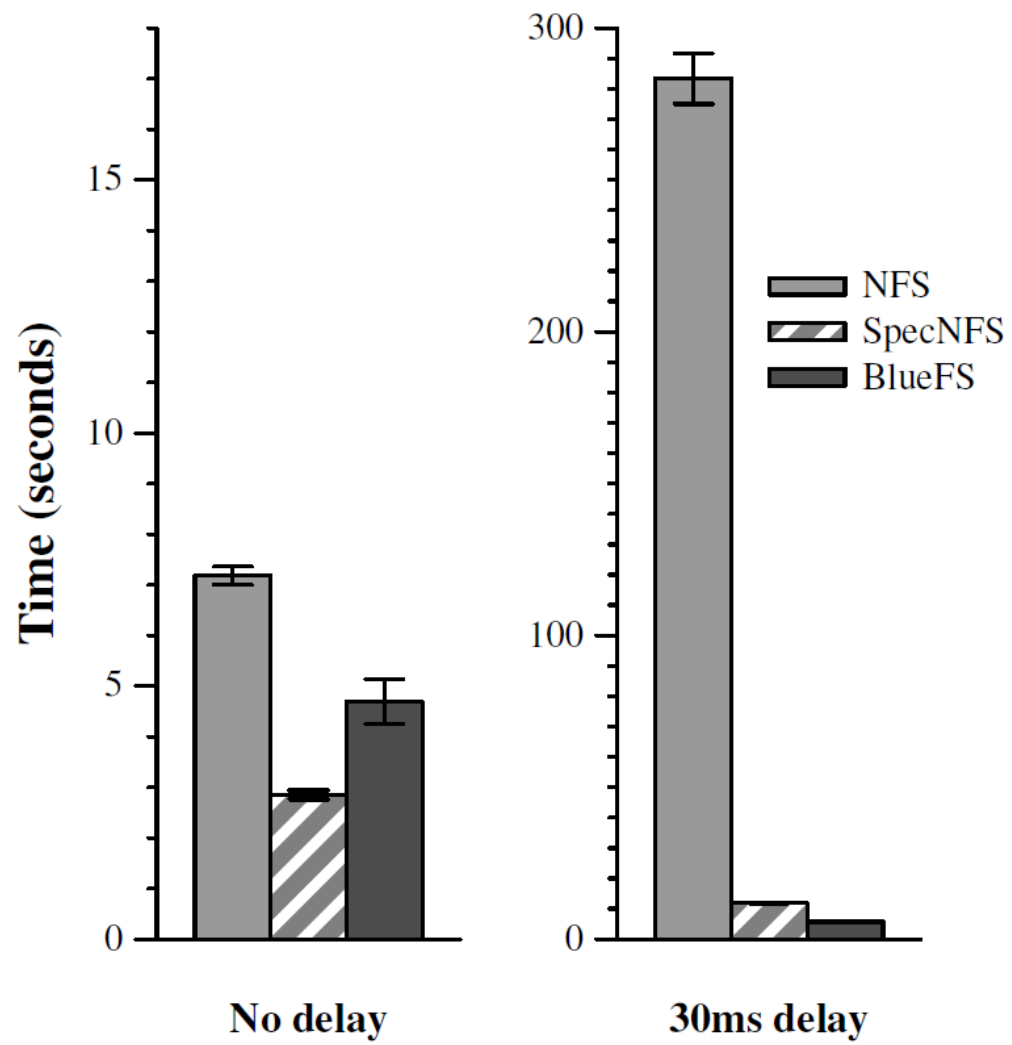 Time (seconds)
15
10
5
0
No delay
300
200
100
0
30ms delay
NFS
SpecNFS
BlueFS